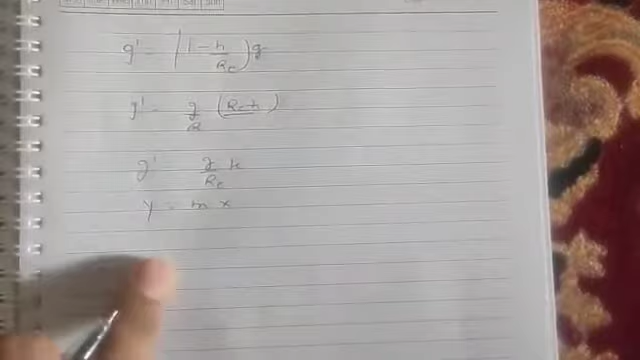 g' = (1 - h/Re) g
g' = g/R (Re-h)
g' = g/Re r
y = m x